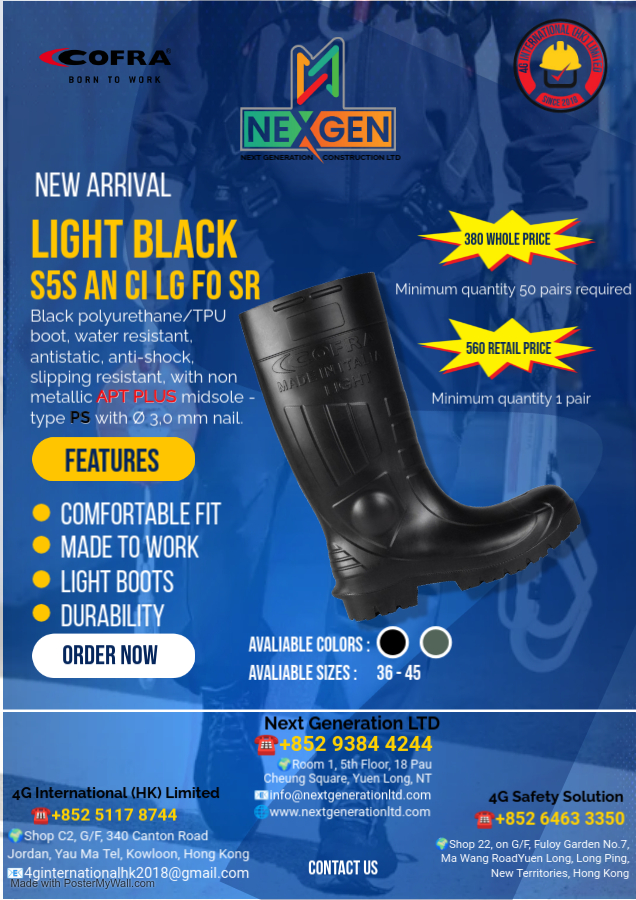 COFRA
BORN TO WORK
NEXGEN
NEXT GENERATION CONSTRUCTION LTD
4G INTERNATIONAL (HK) LIMITED
SINCE 2018
NEW ARRIVAL
LIGHT BLACK
S5S AN CI LG FO SR
Black polyurethane/TPU
boot, water resistant,
antistatic, anti-shock,
slipping resistant, with non
metallic APT PLUS midsole -
type PS with Ø 3,0 mm nail.
380 WHOLE PRICE
Minimum quantity 50 pairs required
560 RETAIL PRICE
Minimum quantity 1 pair
COFRA
MADE IN ITALY
LIGHT
FEATURES
COMFORTABLE FIT
MADE TO WORK
LIGHT BOOTS
DURABILITY
ORDER NOW
AVALIABLE COLORS :
AVALIABLE SIZES : 36 - 45
Next Generation LTD
☎️+852 9384 4244
🌍Room 1, 5th Floor, 18 Pau
Cheung Square, Yuen Long, NT
📧info@nextgenerationltd.com
🌐www.nextgenerationltd.com
4G International (HK) Limited
☎️+852 5117 8744
🌍Shop C2, G/F, 340 Canton Road
Jordan, Yau Ma Tel, Kowloon, Hong Kong
📧4ginternationalhk2018@gmail.com
Made with PosterMyWall.com
CONTACT US
4G Safety Solution
☎️+852 6463 3350
🌍Shop 22, on G/F, Fuloy Garden No.7,
Ma Wang RoadYuen Long, Long Ping,
New Territories, Hong Kong